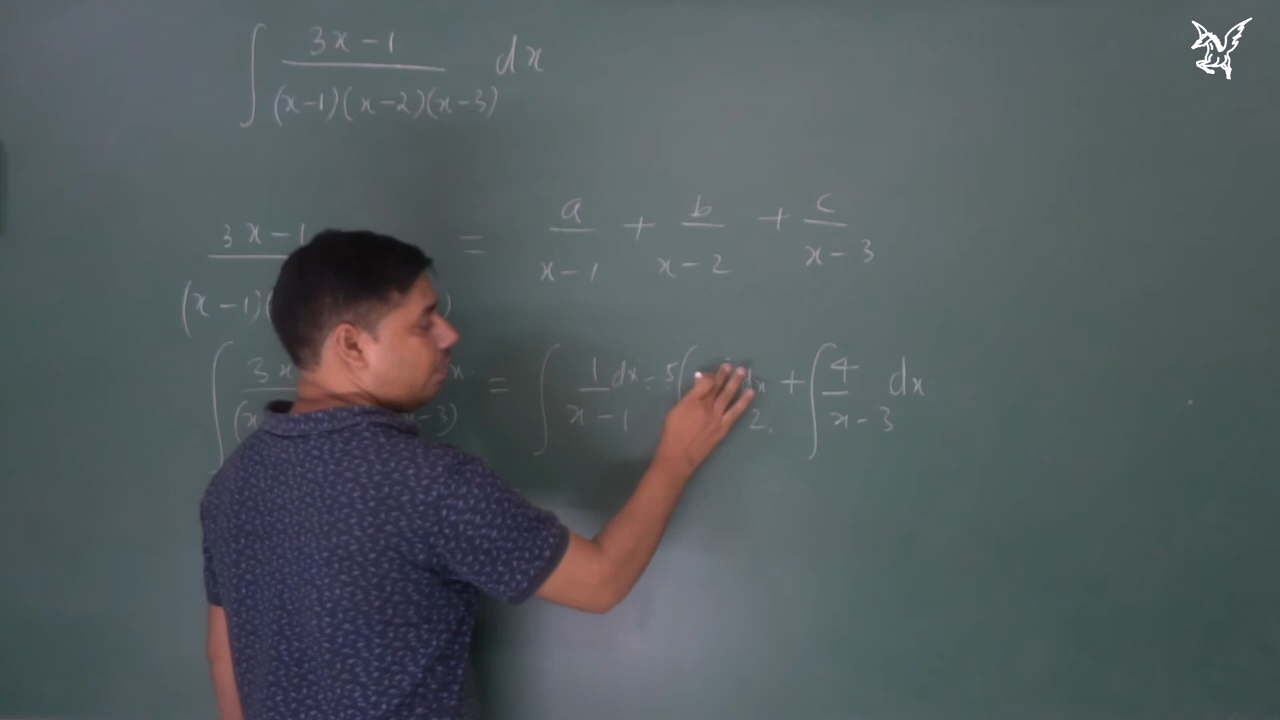 ∫ (3x-1)/((x-1)(x-2)(x-3)) dx
3x-1 = a/(x-1) + b/(x-2) + c/(x-3)
(x-1)(
∫ 3x = ∫ 1/(x-1) dx - 5∫ dx 2 + ∫ 4/(x-3) dx
-3)